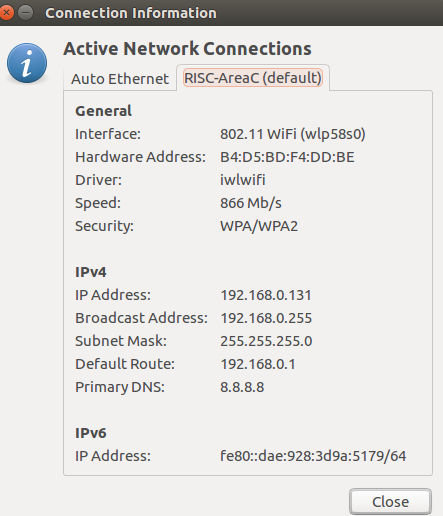 Connection Information
Active Network Connections
Auto Ethernet RISC-AreaC (default)
General
Interface: 802.11 WiFi (wlp58s0)
Hardware Address: B4:D5:BD:F4:DD:BE
Driver: iwlwifi
Speed: 866 Mb/s
Security: WPA/WPA2
IPv4
IP Address: 192.168.0.131
Broadcast Address: 192.168.0.255
Subnet Mask: 255.255.255.0
Default Route: 192.168.0.1
Primary DNS: 8.8.8.8
IPv6
IP Address: fe80::dae:928:3d9a:5179/64
Close